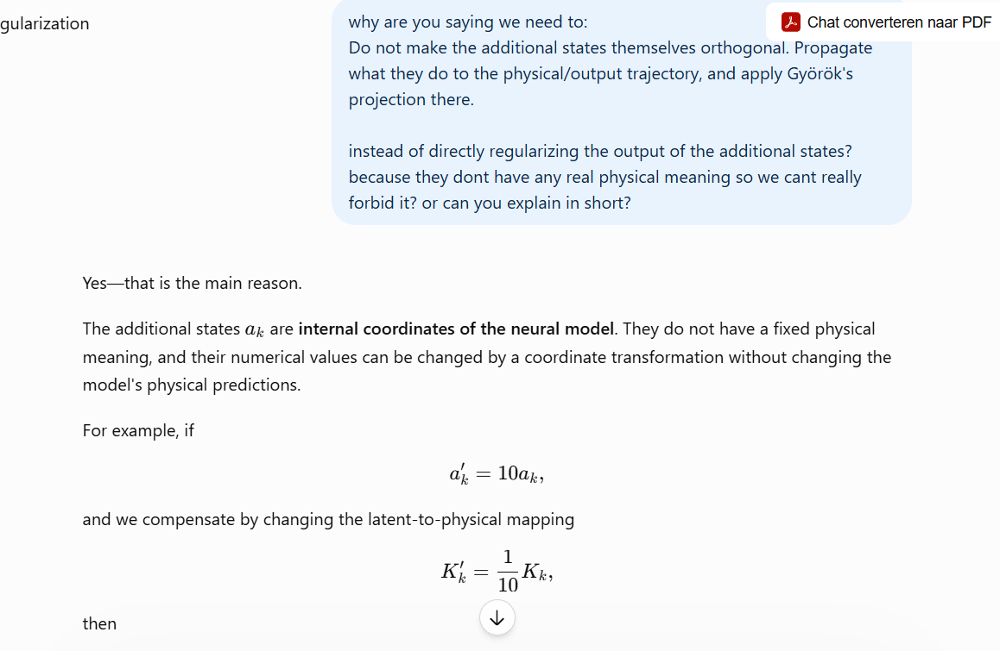 gularization
Chat converteren naar PDF
why are you saying we need to:
Do not make the additional states themselves orthogonal. Propagate
what they do to the physical/output trajectory, and apply Györök's
projection there.
instead of directly regularizing the output of the additional states?
because they dont have any real physical meaning so we cant really
forbid it? or can you explain in short?
Yes—that is the main reason.
The additional states aₖ are internal coordinates of the neural model. They do not have a fixed physical
meaning, and their numerical values can be changed by a coordinate transformation without changing the
model's physical predictions.
For example, if
a′ₖ = 10aₖ,
and we compensate by changing the latent-to-physical mapping
K′ₖ = 1/10 Kₖ,
then